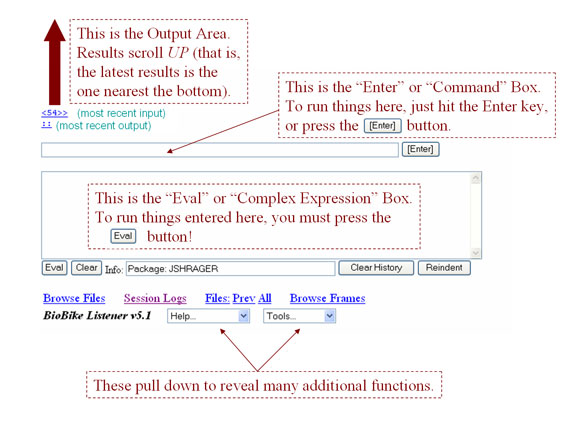 This is the Output Area.
Results scroll UP (that is,
the latest results is the
one nearest the bottom).
<54>> (most recent input)
:: (most recent output)
This is the “Enter” or “Command” Box.
To run things here, just hit the Enter key,
or press the [Enter] button.
[Enter]
This is the “Eval” or “Complex Expression” Box.
To run things entered here, you must press the
Eval button!
Eval Clear Info: Package: JSHRAGER Clear History Reindent
Browse Files Session Logs Files: Prev All Browse Frames
BioBike Listener v5.1 Help... Tools...
These pull down to reveal many additional functions.